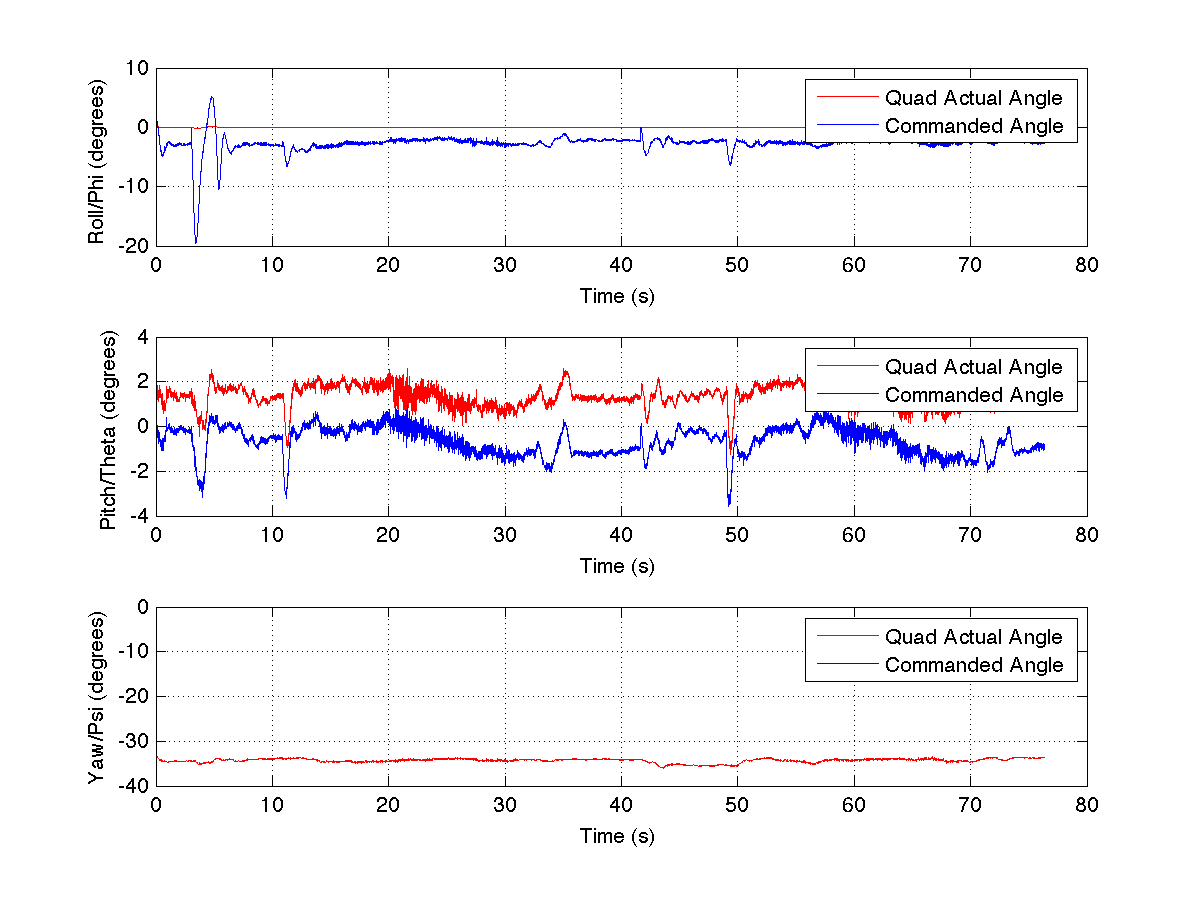 10
0
-10
-20
Roll/Phi (degrees)
Quad Actual Angle
Commanded Angle
0 10 20 30 40 50 60 70 80
Time (s)
4
2
0
-2
-4
Pitch/Theta (degrees)
Quad Actual Angle
Commanded Angle
0 10 20 30 40 50 60 70 80
Time (s)
0
-10
-20
-30
-40
Yaw/Psi (degrees)
Quad Actual Angle
Commanded Angle
0 10 20 30 40 50 60 70 80
Time (s)